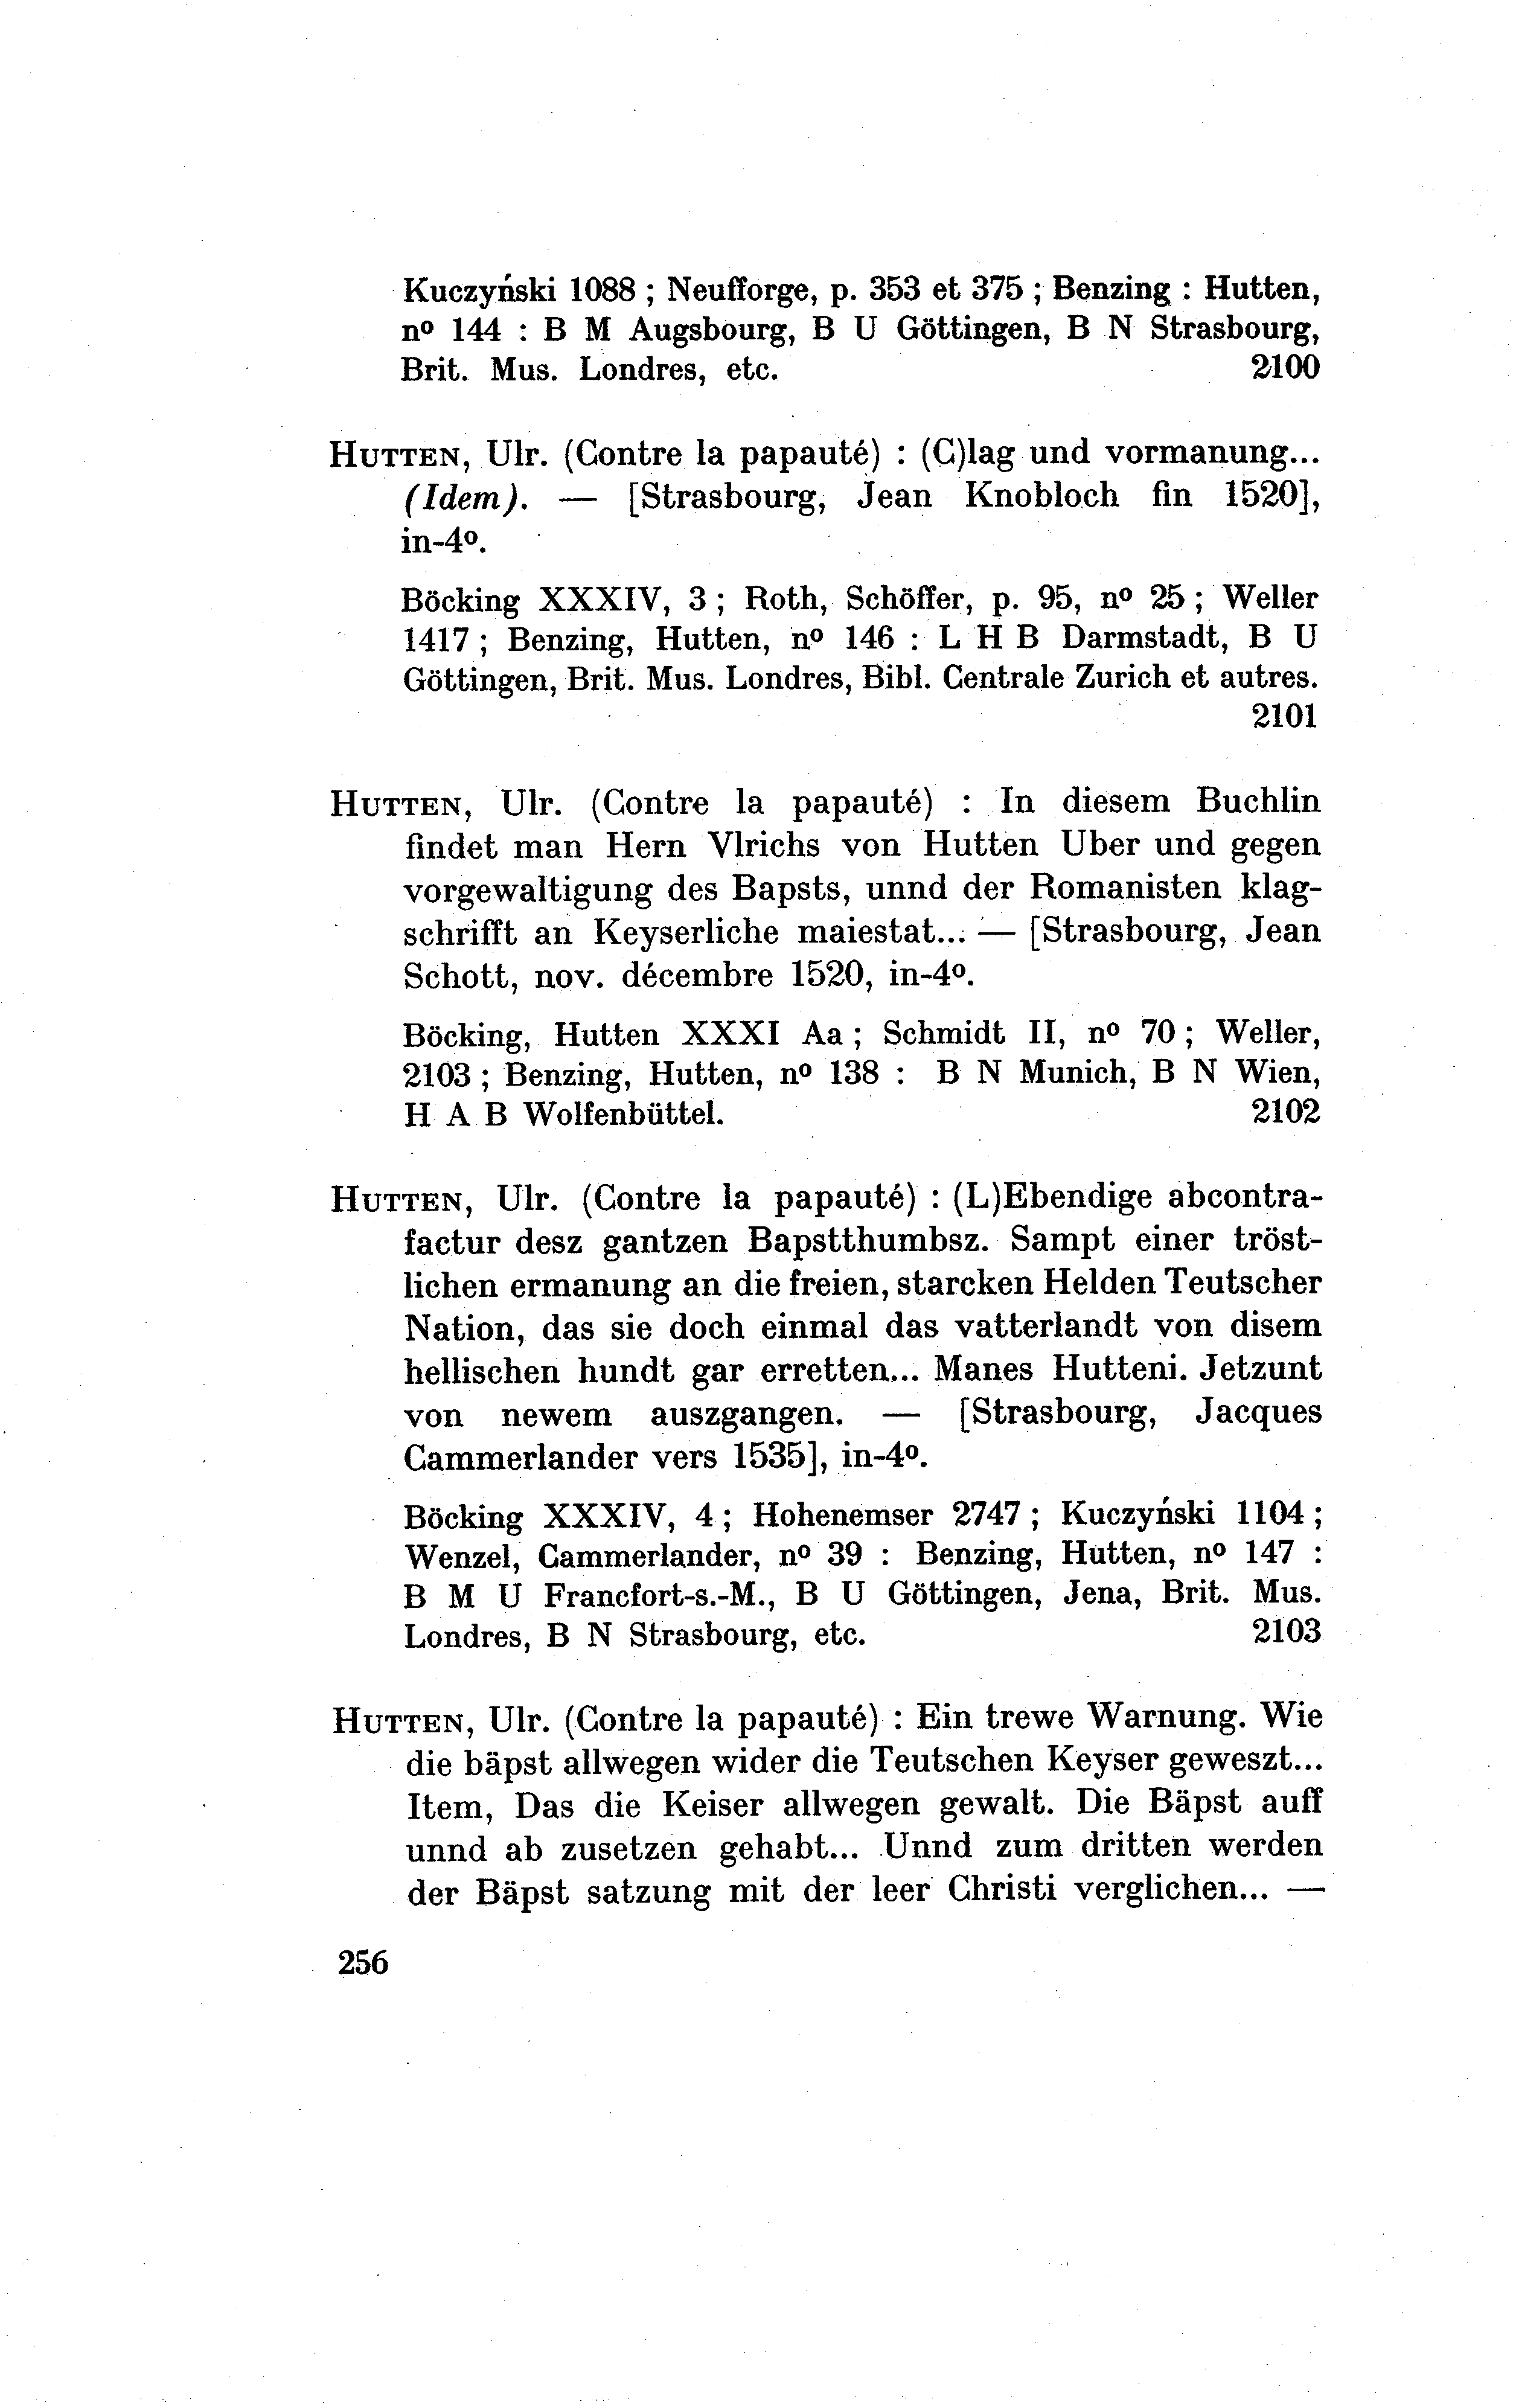 Kuczyński 1088 ; Neufforge, p. 353 et 375 ; Benzing : Hutten,
nº 144 : B M Augsbourg, B U Göttingen, B N Strasbourg,
Brit. Mus. Londres, etc. 2100
HUTTEN, Ulr. (Contre la papauté) : (C)lag und vormanung...
(Idem). — [Strasbourg, Jean Knobloch fin 1520],
in-4º.
Böcking XXXIV, 3 ; Roth, Schöffer, p. 95, nº 25 ; Weller
1417 ; Benzing, Hutten, nº 146 : L H B Darmstadt, B U
Göttingen, Brit. Mus. Londres, Bibl. Centrale Zurich et autres.
2101
HUTTEN, Ulr. (Contre la papauté) : In diesem Buchlin
findet man Hern Vlrichs von Hutten Uber und gegen
vorgewaltigung des Bapsts, unnd der Romanisten klag-
schrifft an Keyserliche maiestat... — [Strasbourg, Jean
Schott, nov. décembre 1520, in-4º.
Böcking, Hutten XXXI Aa ; Schmidt II, nº 70 ; Weller,
2103 ; Benzing, Hutten, nº 138 : B N Munich, B N Wien,
H A B Wolfenbüttel. 2102
HUTTEN, Ulr. (Contre la papauté) : (L)Ebendige abcontra-
factur desz gantzen Bapstthumbsz. Sampt einer tröst-
lichen ermanung an die freien, starcken Helden Teutscher
Nation, das sie doch einmal das vatterlandt von disem
hellischen hundt gar erretten... Manes Hutteni. Jetzunt
von newem auszgangen. — [Strasbourg, Jacques
Cammerlander vers 1535], in-4º.
Böcking XXXIV, 4 ; Hohenemser 2747 ; Kuczyński 1104 ;
Wenzel, Cammerlander, nº 39 : Benzing, Hutten, nº 147 :
B M U Francfort-s.-M., B U Göttingen, Jena, Brit. Mus.
Londres, B N Strasbourg, etc. 2103
HUTTEN, Ulr. (Contre la papauté) : Ein trewe Warnung. Wie
die bäpst allwegen wider die Teutschen Keyser geweszt...
Item, Das die Keiser allwegen gewalt. Die Bäpst auff
unnd ab zusetzen gehabt... Unnd zum dritten werden
der Bäpst satzung mit der leer Christi verglichen... —
256